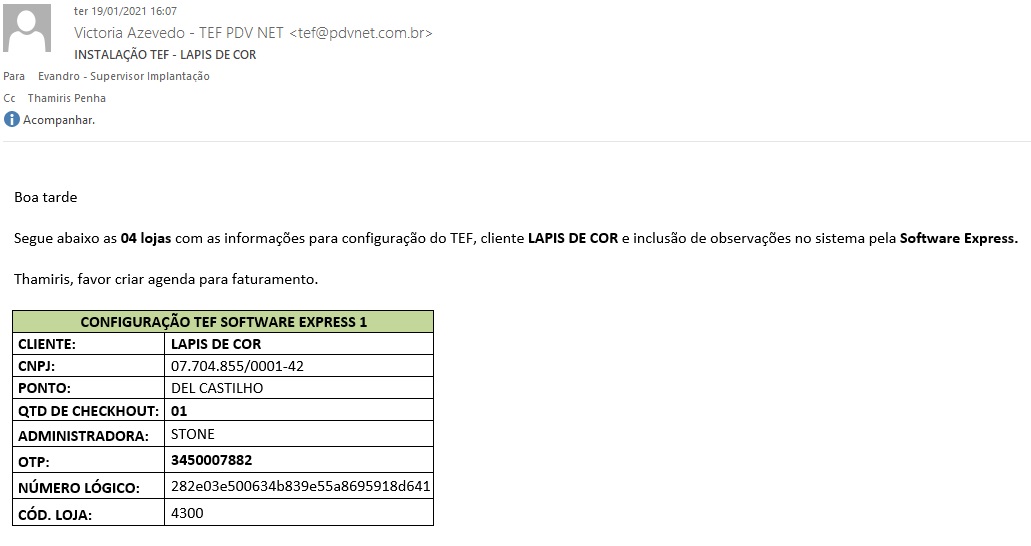 ter 19/01/2021 16:07
Victoria Azevedo - TEF PDV NET <tef@pdvnet.com.br>
INSTALAÇÃO TEF - LAPIS DE COR
Para Evandro - Supervisor Implantação
Cc Thamiris Penha
Acompanhar.
Boa tarde
Segue abaixo as 04 lojas com as informações para configuração do TEF, cliente LAPIS DE COR e inclusão de observações no sistema pela Software Express.
Thamiris, favor criar agenda para faturamento.
CONFIGURAÇÃO TEF SOFTWARE EXPRESS 1
CLIENTE: LAPIS DE COR
CNPJ: 07.704.855/0001-42
PONTO: DEL CASTILHO
QTD DE CHECKHOUT: 01
ADMINISTRADORA: STONE
OTP: 3450007882
NÚMERO LÓGICO: 282e03e500634b839e55a8695918d641
CÓD. LOJA: 4300